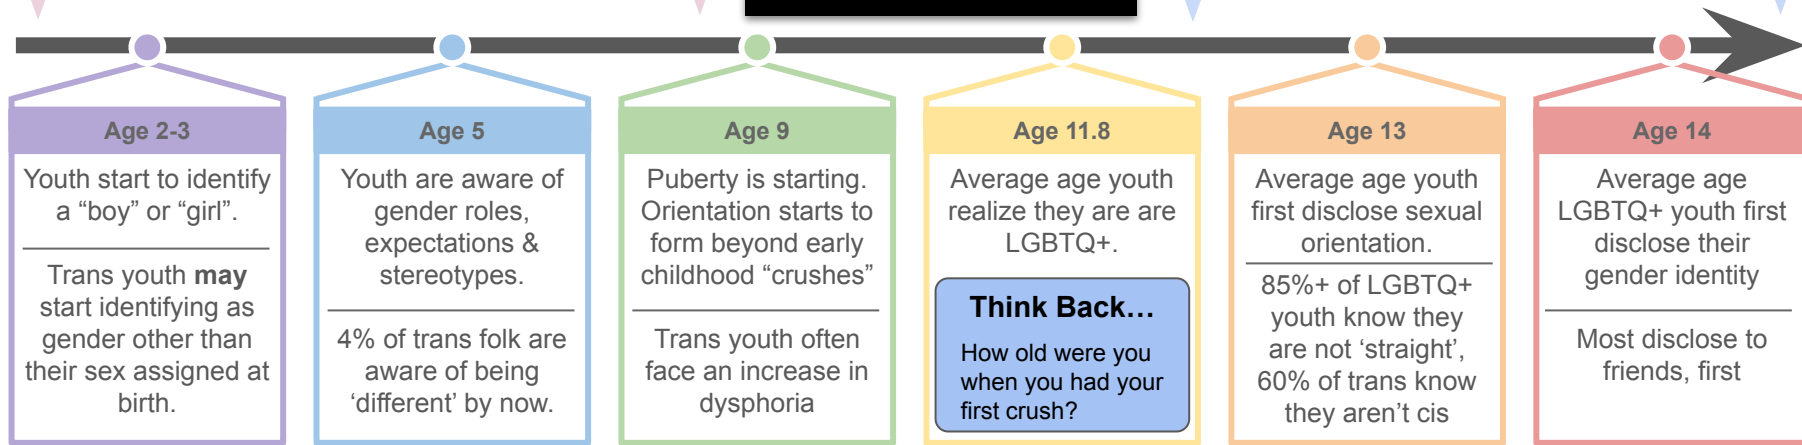 Age 2-3
Youth start to identify
a “boy” or “girl”.
Trans youth may
start identifying as
gender other than
their sex assigned at
birth.
Age 5
Youth are aware of
gender roles,
expectations &
stereotypes.
4% of trans folk are
aware of being
‘different’ by now.
Age 9
Puberty is starting.
Orientation starts to
form beyond early
childhood “crushes”
Trans youth often
face an increase in
dysphoria
Age 11.8
Average age youth
realize they are are
LGBTQ+.
Think Back…
How old were you
when you had your
first crush?
Age 13
Average age youth
first disclose sexual
orientation.
85%+ of LGBTQ+
youth know they
are not ‘straight’,
60% of trans know
they aren’t cis
Age 14
Average age
LGBTQ+ youth first
disclose their
gender identity
Most disclose to
friends, first